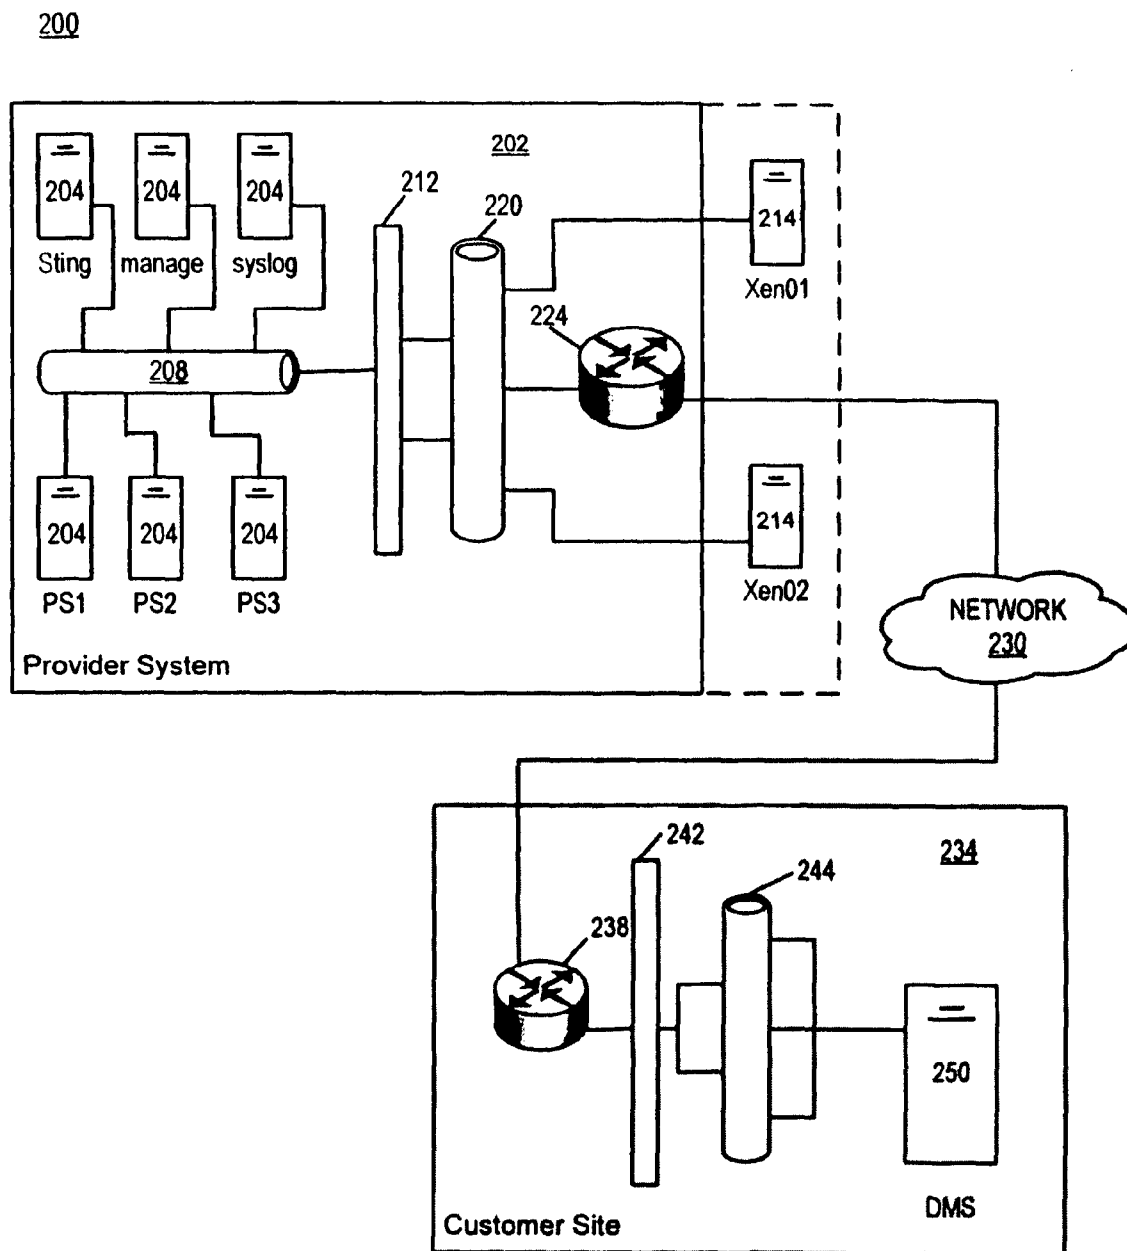 200
202
204
204
204
Sting
manage
syslog
212
220
214
Xen01
224
208
204
204
204
PS1
PS2
PS3
214
Xen02
Provider System
NETWORK
230
242
244
234
238
250
DMS
Customer Site